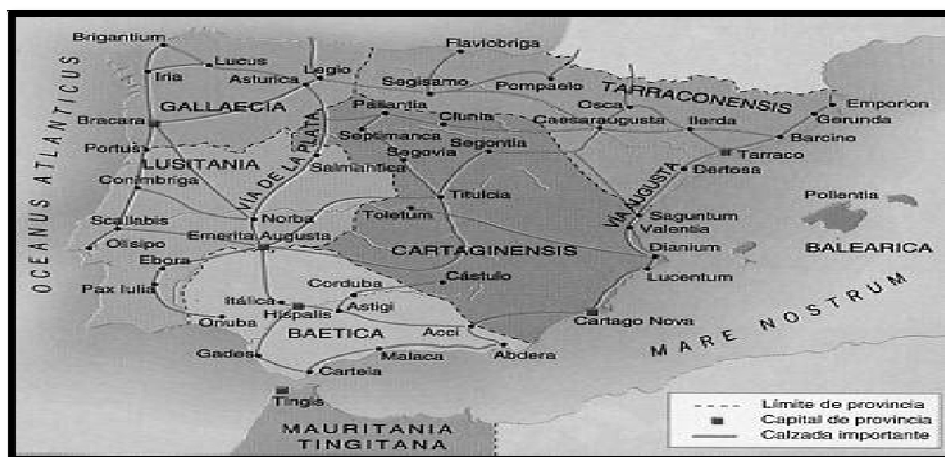 Brigantium
Flaviobriga
Lucus
Legio
Iria
Asturica
Segisamo
Pompaelo
TARRACONENSIS
GALLAECIA
Pallantia
Osca
Emporion
Clunia
Caesaraugusta
Ilerda
Gerunda
Bracara
Septimanca
Barcino
Portus
Segovia
Segontia
Tarraco
LUSITANIA
Salmantica
Dertosa
Conimbriga
VÍA DE LA PLATA
Titulcia
VÍA AUGUSTA
Pollentia
Scallabis
Norba
Toletum
Saguntum
Valentia
Emerita Augusta
Olisipo
CARTAGINENSIS
Dianium
BALEARICA
Ebora
Cástulo
Lucentum
Pax Iulia
Corduba
Itálica
Hispalis
Astigi
Onuba
BAETICA
Acci
Cartago Nova
Gades
Malaca
Abdera
Carteia
Tingis
MAURITANIA
TINGITANA
OCEANUS ATLANTICUS
MARE NOSTRUM
Límite de provincia
Capital de provincia
Calzada importante